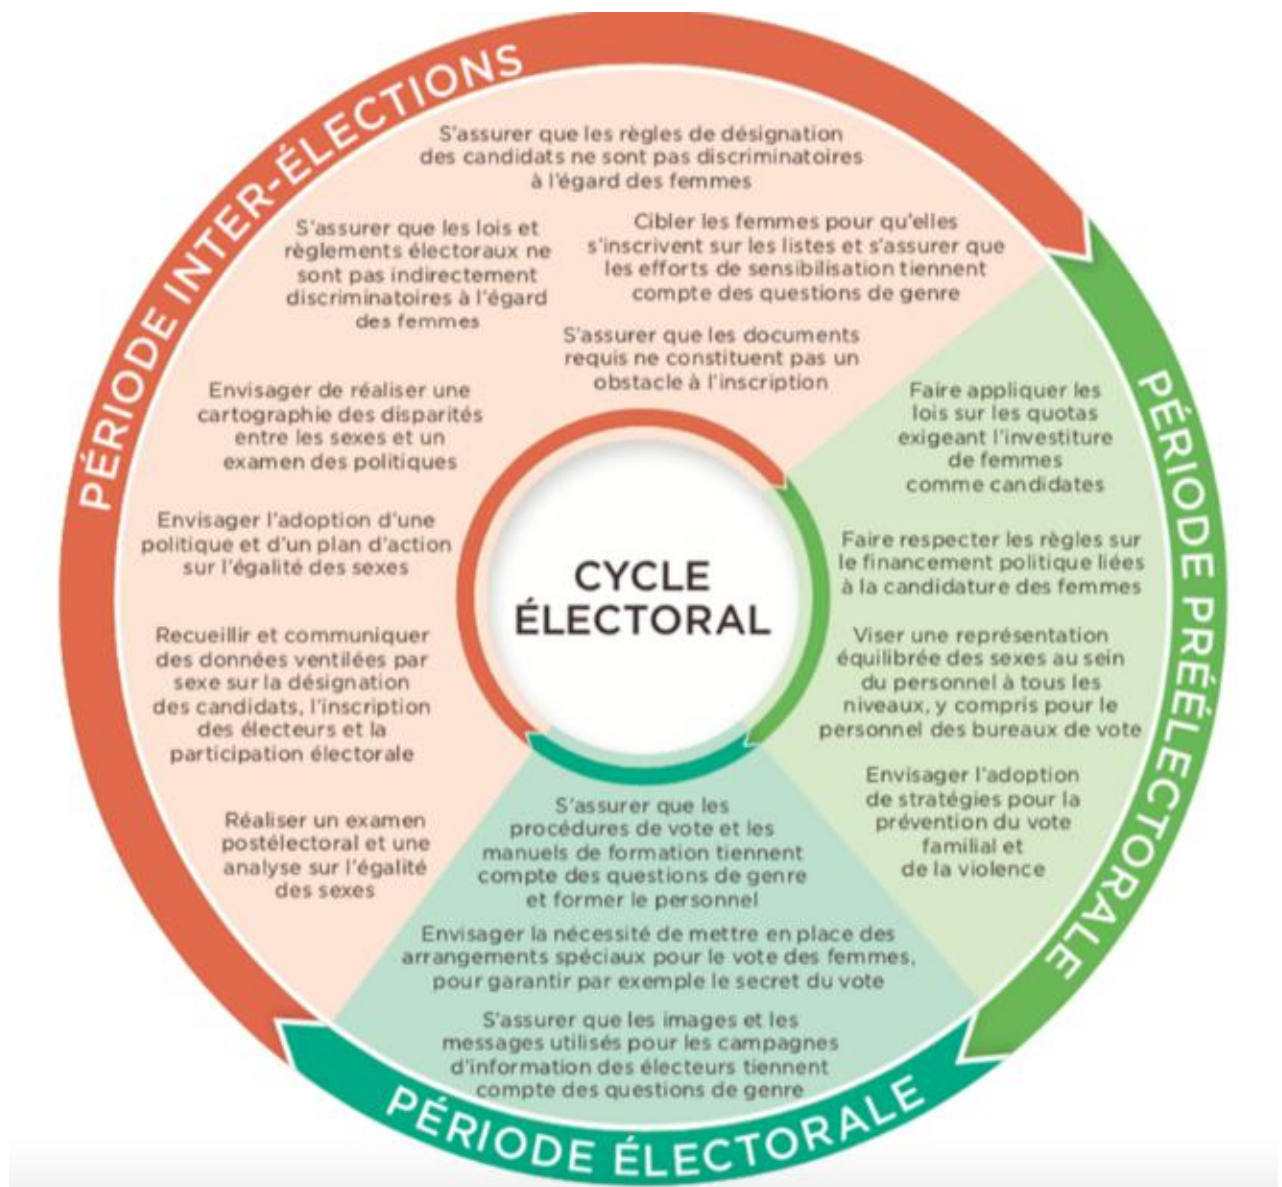 PÉRIODE INTER-ÉLECTIONS
S'assurer que les règles de désignation
des candidats ne sont pas discriminatoires
à l'égard des femmes
Cibler les femmes pour qu'elles
s'inscrivent sur les listes et s'assurer que
les efforts de sensibilisation tiennent
compte des questions de genre
S'assurer que les documents
requis ne constituent pas un
obstacle à l'inscription
S'assurer que les lois et
règlements électoraux ne
sont pas indirectement
discriminatoires à l'égard
des femmes
Envisager de réaliser une
cartographie des disparités
entre les sexes et un
examen des politiques
Envisager l'adoption d'une
politique et d'un plan d'action
sur l'égalité des sexes
Recueillir et communiquer
des données ventilées par
sexe sur la désignation
des candidats, l'inscription
des électeurs et la
participation électorale
Réaliser un examen
postélectoral et une
analyse sur l'égalité
des sexes
CYCLE
ÉLECTORAL
PÉRIODE PRÉÉLECTORALE
Faire appliquer les
lois sur les quotas
exigeant l'investiture
de femmes
comme candidates
Faire respecter les règles sur
le financement politique liées
à la candidature des femmes
Viser une représentation
équilibrée des sexes au sein
du personnel à tous les
niveaux, y compris pour le
personnel des bureaux de vote
Envisager l'adoption
de stratégies pour la
prévention du vote
familial et
de la violence
S'assurer que les
procédures de vote et les
manuels de formation tiennent
compte des questions de genre
et former le personnel
Envisager la nécessité de mettre en place des
arrangements spéciaux pour le vote des femmes,
pour garantir par exemple le secret du vote
S'assurer que les images et les
messages utilisés pour les campagnes
d'information des électeurs tiennent
compte des questions de genre
PÉRIODE ÉLECTORALE